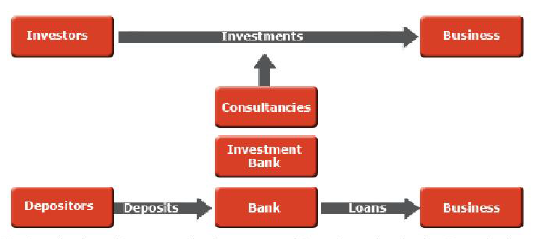 Investors Investments Business
Consultancies
Investment
Bank
Depositors Deposits Bank Loans Business